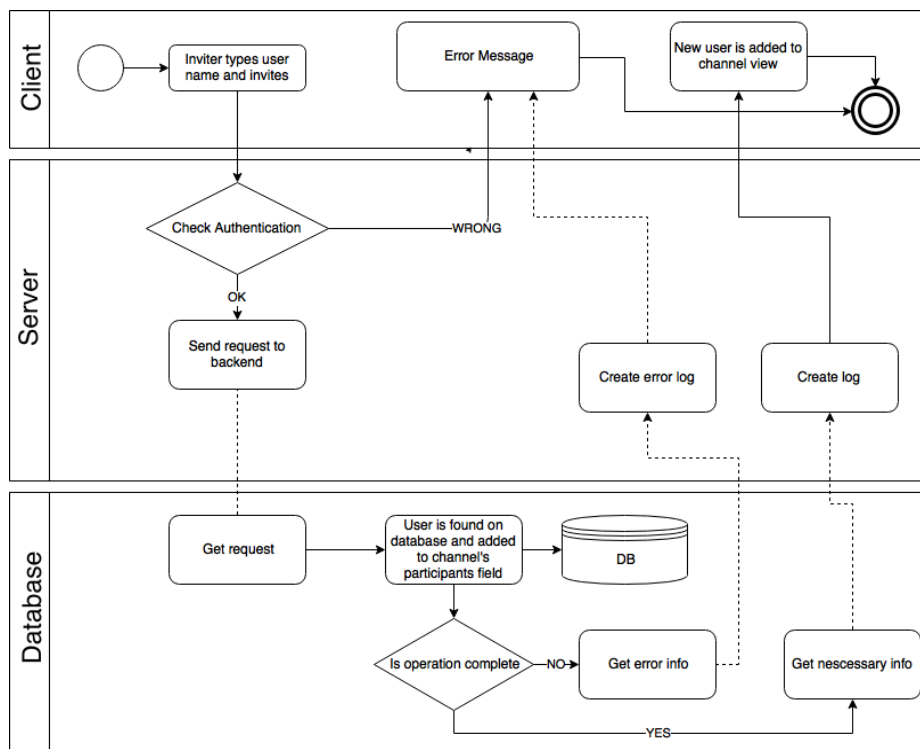 Client
Inviter types user
name and invites
Error Message
New user is added to
channel view
Server
Check Authentication
WRONG
OK
Send request to
backend
Create error log
Create log
Database
Get request
User is found on
database and added
to channel's
participants field
DB
Is operation complete
NO
Get error info
Get nescessary info
YES